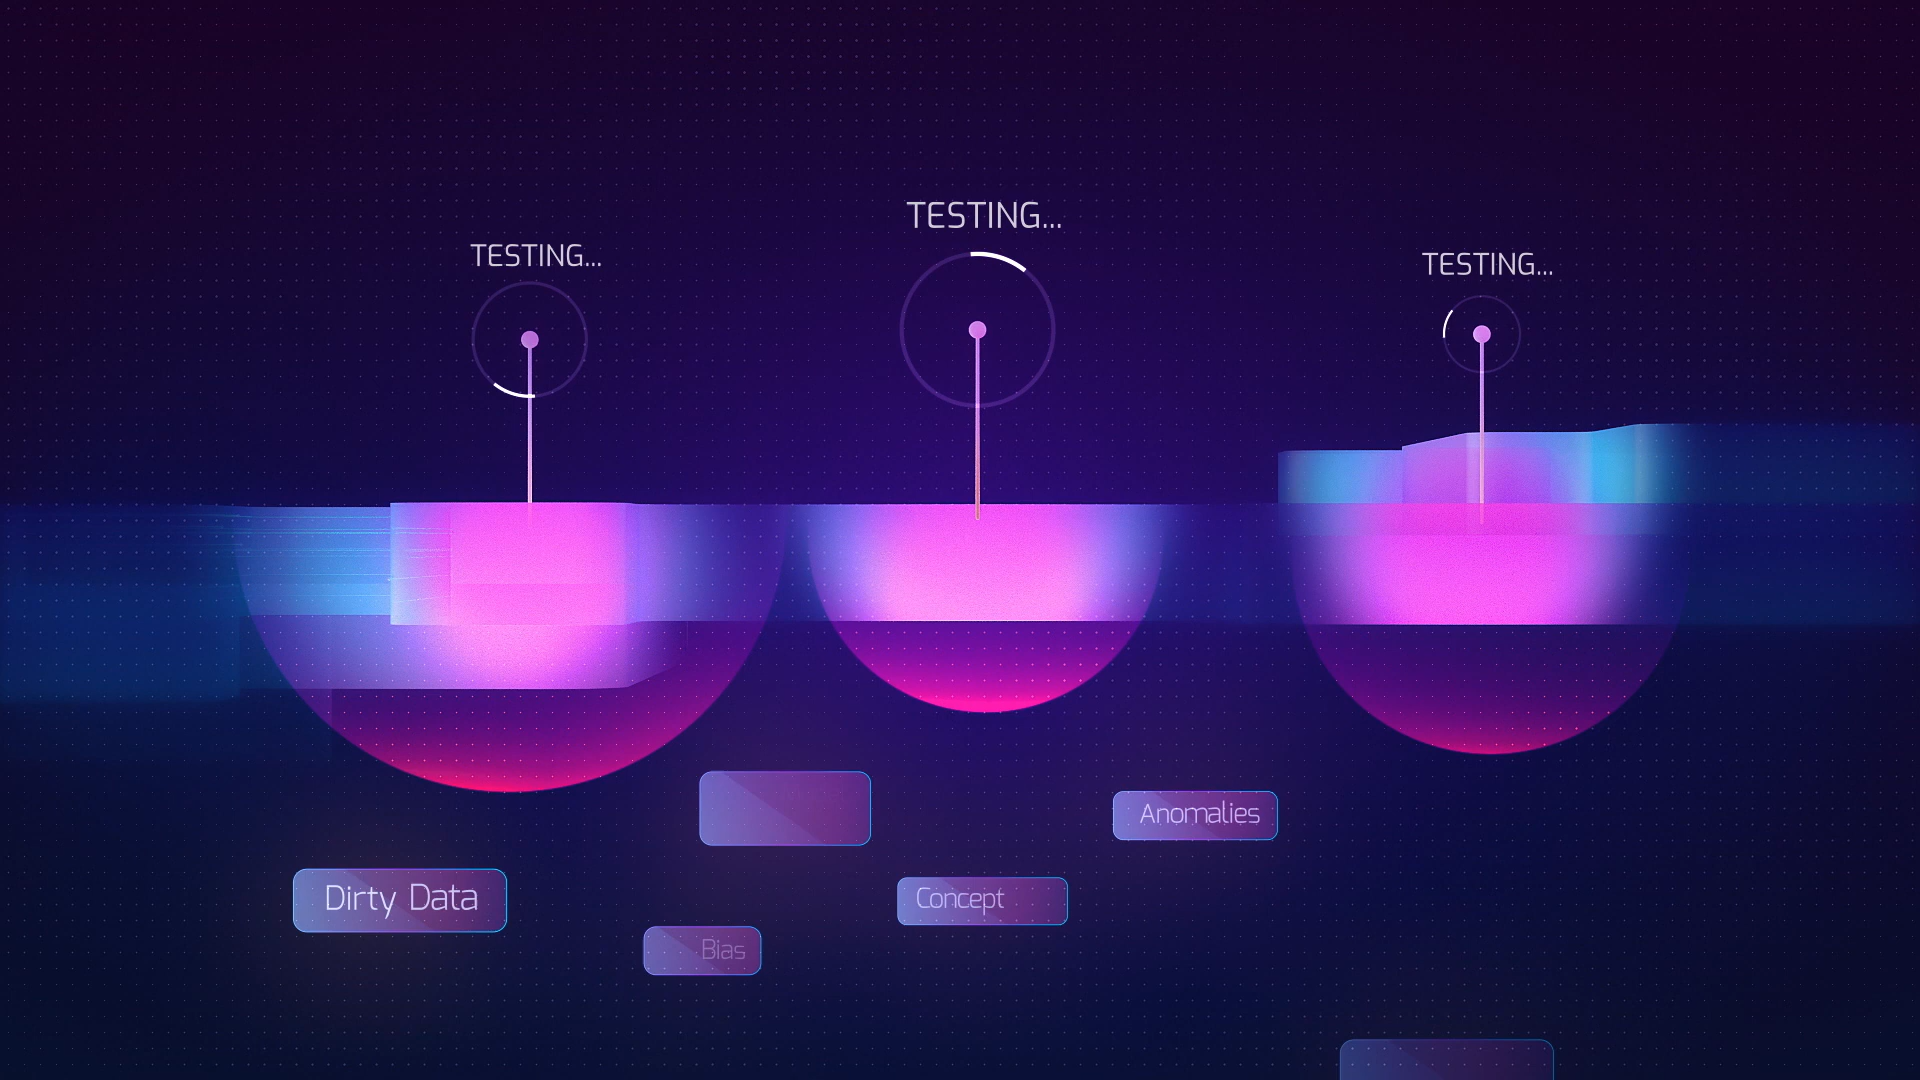 TESTING...
TESTING...
TESTING...
Anomalies
Dirty Data
Concept
Bias